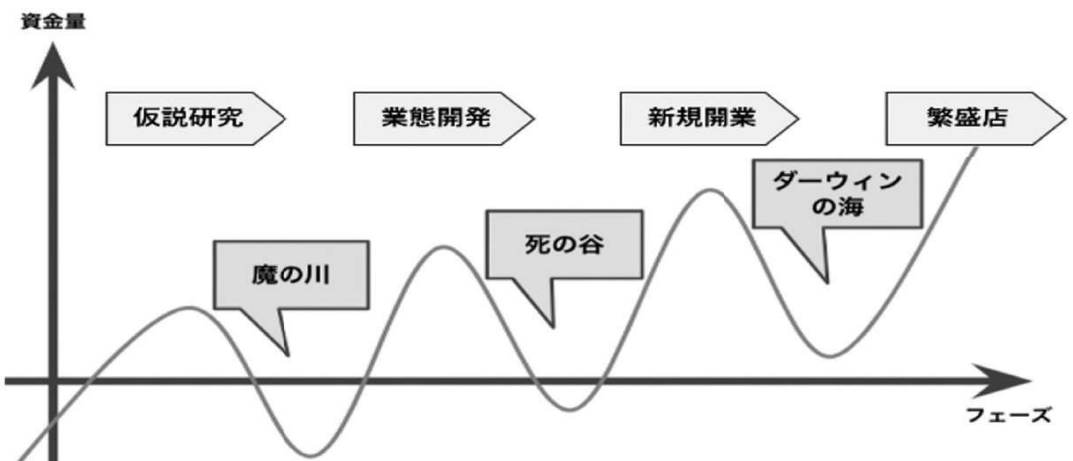 資金量
仮説研究
業態開発
新規開業
繁盛店
ダーウィン
の海
死の谷
魔の川
フェーズ